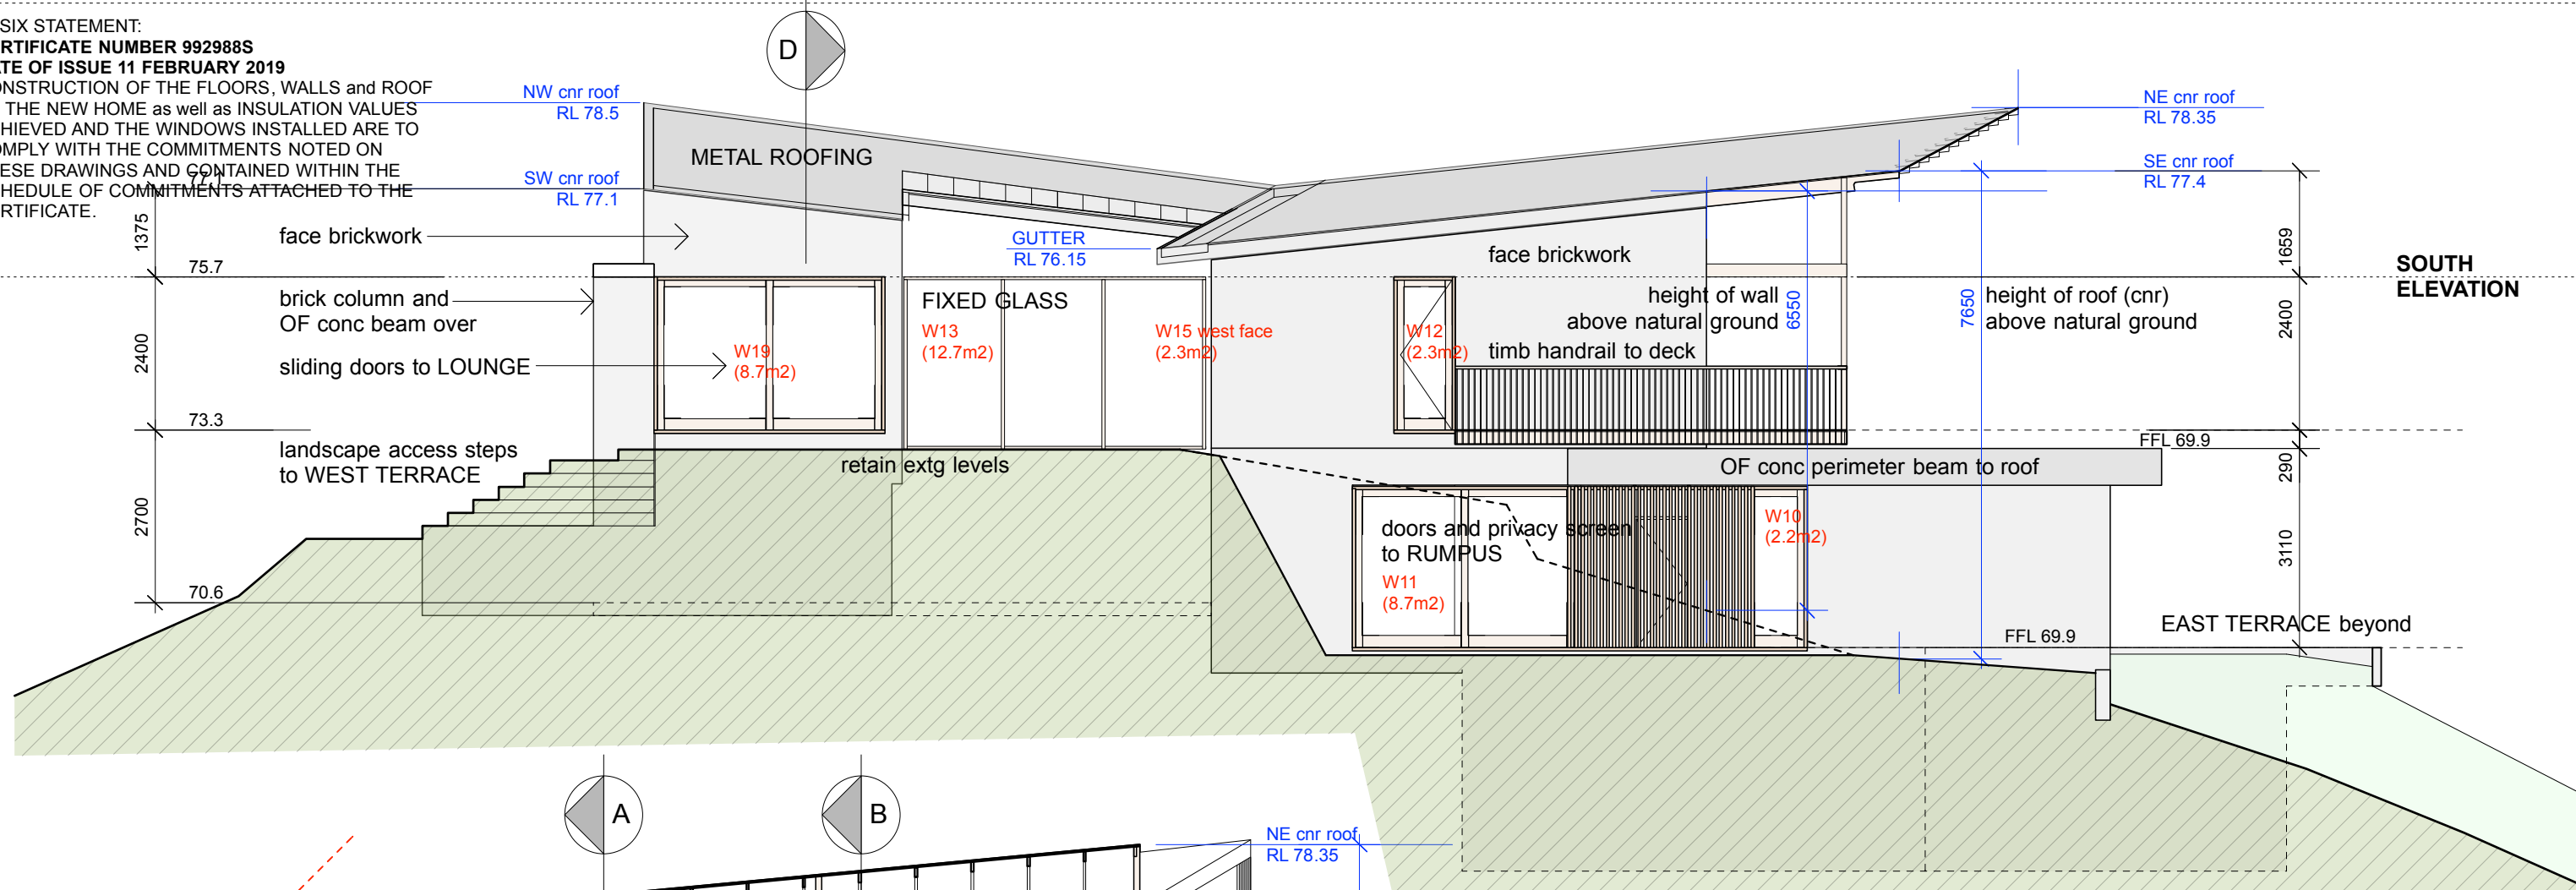 SIX STATEMENT:
RTIFICATE NUMBER 992988S
TE OF ISSUE 11 FEBRUARY 2019
NSTRUCTION OF THE FLOORS, WALLS and ROOF
THE NEW HOME as well as INSULATION VALUES
HIEVED AND THE WINDOWS INSTALLED ARE TO
MPLY WITH THE COMMITMENTS NOTED ON
ESE DRAWINGS AND CONTAINED WITHIN THE
HEDULE OF COMMITMENTS ATTACHED TO THE
RTIFICATE.
D
NW cnr roof
RL 78.5
SW cnr roof
RL 77.1
METAL ROOFING
NE cnr roof
RL 78.35
SE cnr roof
RL 77.4
77.1
1375
75.7
2400
73.3
2700
70.6
face brickwork
brick column and
OF conc beam over
sliding doors to LOUNGE
landscape access steps
to WEST TERRACE
GUTTER
RL 76.15
FIXED GLASS
W19
(8.7m2)
W13
(12.7m2)
W15 west face
(2.3m2)
W12
(2.3m2)
face brickwork
height of wall
above natural ground
6550
timb handrail to deck
7650
height of roof (cnr)
above natural ground
1659
2400
290
3110
SOUTH
ELEVATION
retain extg levels
FFL 69.9
OF conc perimeter beam to roof
doors and privacy screen
to RUMPUS
W11
(8.7m2)
W10
(2.2m2)
FFL 69.9
EAST TERRACE beyond
A
B
NE cnr roof
RL 78.35